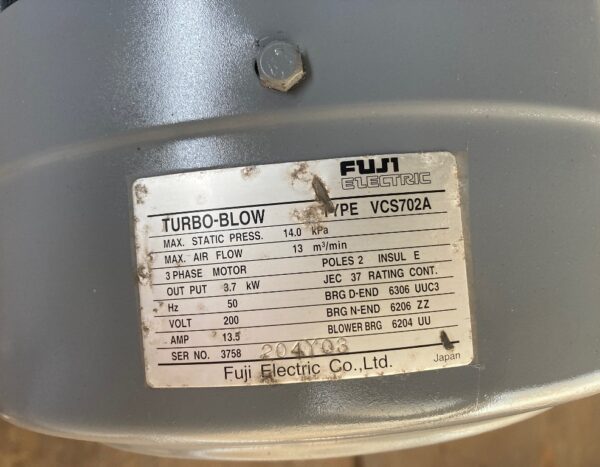 FUJI
ELECTRIC
TURBO-BLOW TYPE VCS702A
MAX. STATIC PRESS. 14.0 kPa
MAX. AIR FLOW 13 m³/min
3 PHASE MOTOR POLES 2 INSUL E
OUT PUT 3.7 kW JEC 37 RATING CONT.
Hz 50 BRG D-END 6306 UUC3
VOLT 200 BRG N-END 6206 ZZ
AMP 13.5 BLOWER BRG 6204 UU
SER NO. 3758 204Y03
Fuji Electric Co.,Ltd. Japan